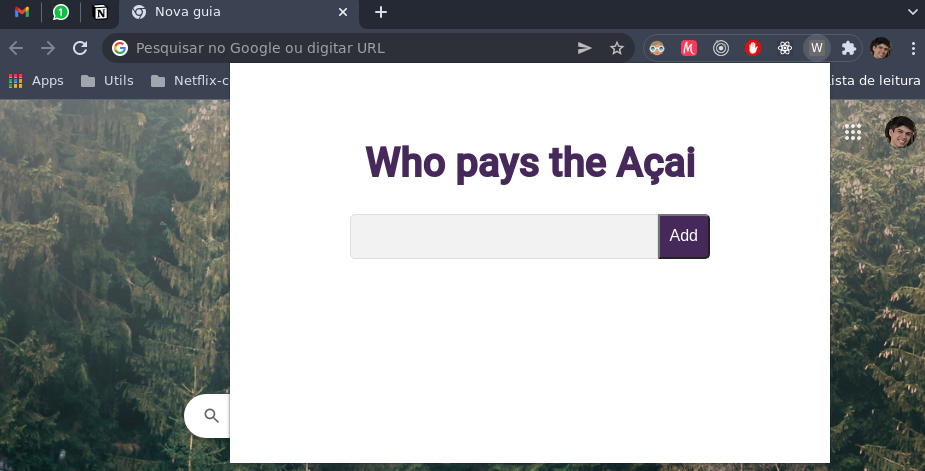 Nova guia
Pesquisar no Google ou digitar URL
W
Apps
Utils
Netflix-c
ista de leitura
Who pays the Açai
Add